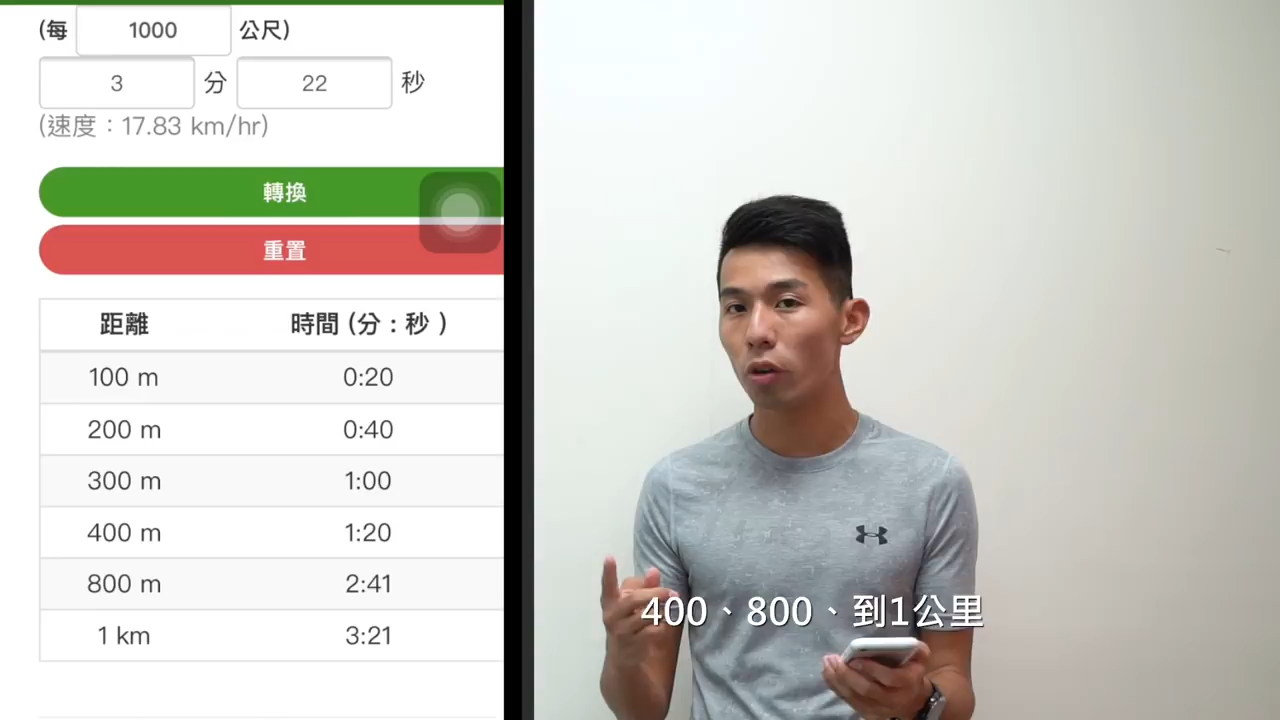 (每 1000 公尺)
3 分 22 秒
(速度：17.83 km/hr)
轉換
重置
距離 時間 (分 : 秒 )
100 m 0:20
200 m 0:40
300 m 1:00
400 m 1:20
800 m 2:41
1 km 3:21
400、800、到1公里